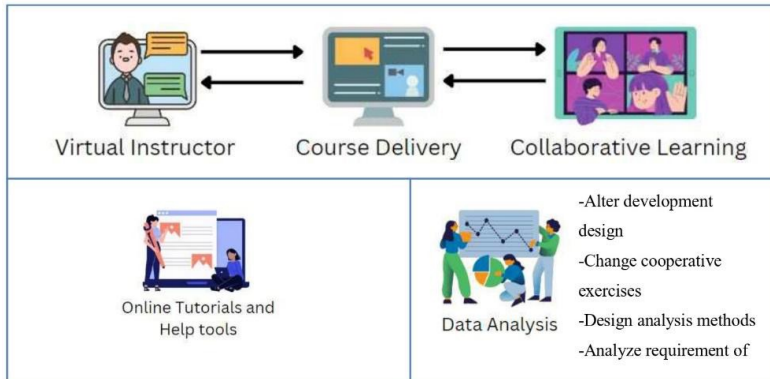 Virtual Instructor
Course Delivery
Collaborative Learning
Online Tutorials and
Help tools
Data Analysis
-Alter development
design
-Change cooperative
exercises
-Design analysis methods
-Analyze requirement of